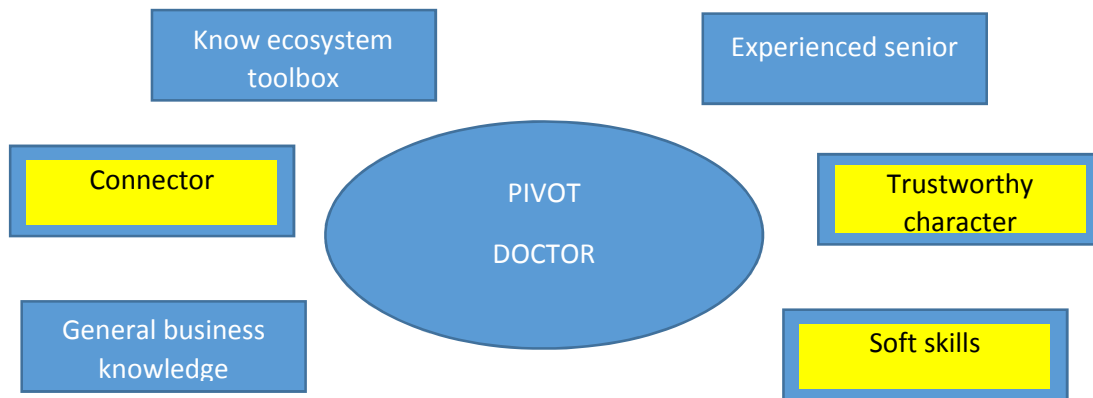 Know ecosystem
toolbox
Experienced senior
Connector
PIVOT
DOCTOR
Trustworthy
character
General business
knowledge
Soft skills